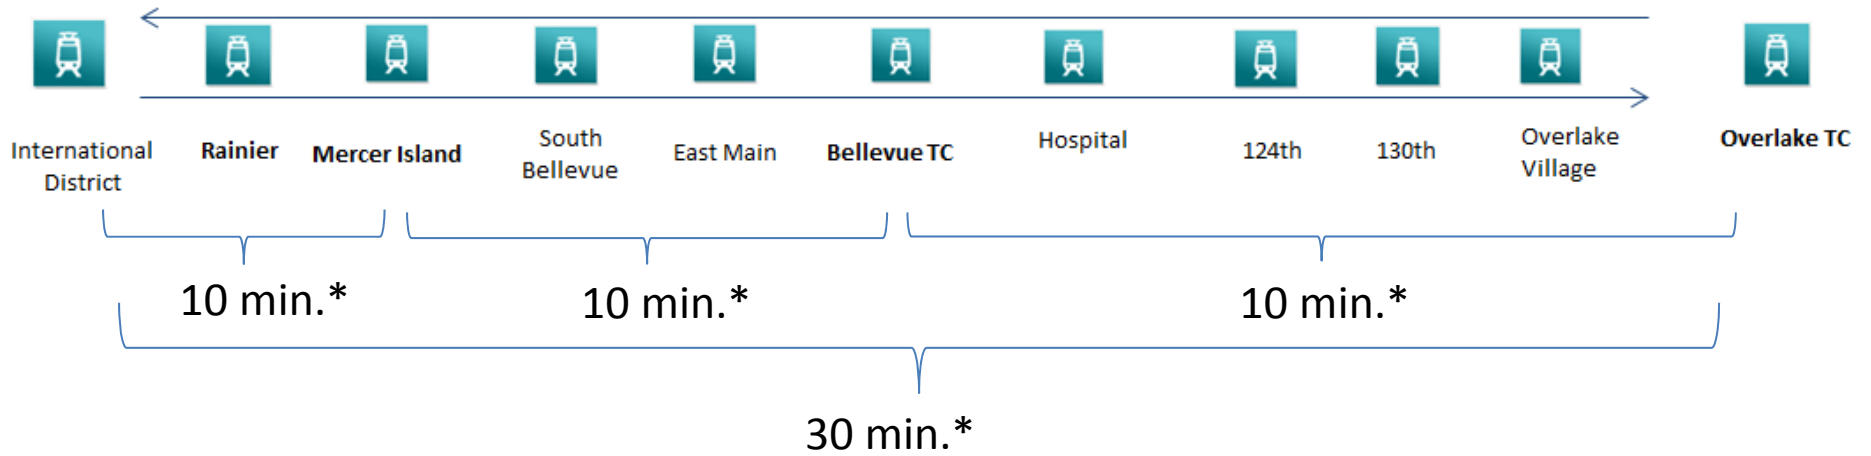 International
District
Rainier
Mercer Island
South
Bellevue
East Main
Bellevue TC
Hospital
124th
130th
Overlake
Village
Overlake TC
10 min.*
10 min.*
10 min.*
30 min.*